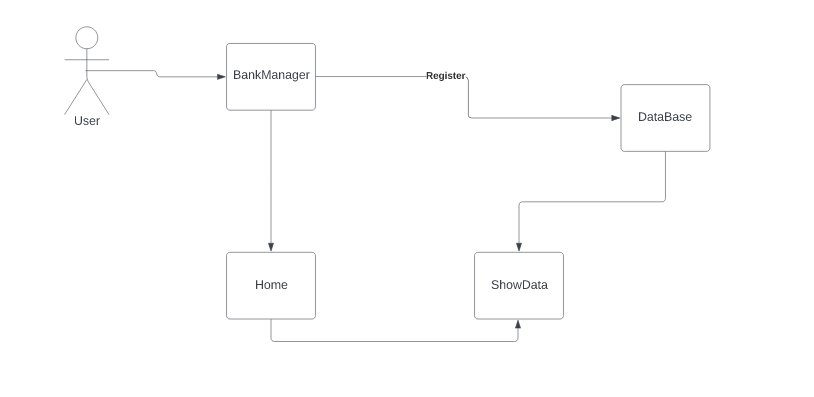 BankManager
Register
User
DataBase
Home
ShowData